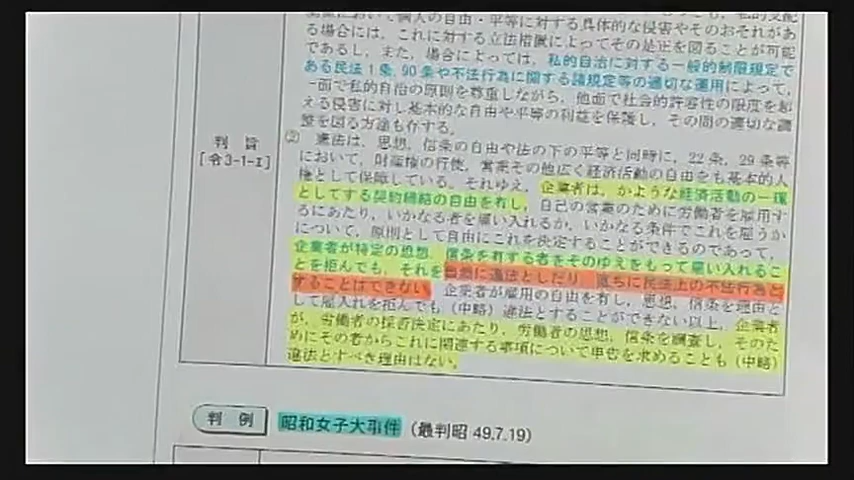 において，個人の自由・平等に対する具体的な侵害やそのおそれがあ
る場合には，これに対する立法措置によってその是正を図ることが可能
であるし，また，場合によっては，私的自治に対する一般的制限規定で
ある民法1条，90条や不法行為に関する諸規定等の適切な運用によって，
一面で私的自治の原則を尊重しながら，他面で社会的許容性の限度を超
える侵害に対し基本的な自由や平等の利益を保護し，その間の適切な調
整を図る方途も存する。
判旨
[令3-1-エ]
② 憲法は，思想，信条の自由や法の下の平等と同時に，22条，29条等
において，財産権の行使，営業その他広く経済活動の自由をも基本的人
権として保障している。それゆえ，企業者は，かような経済活動の一環
としてする契約締結の自由を有し，自己の営業のために労働者を雇用す
るにあたり，いかなる者を雇い入れるか，いかなる条件でこれを雇うか
について，原則として自由にこれを決定することができるのであって，
企業者が特定の思想，信条を有する者をそのゆえをもって雇い入れるこ
とを拒んでも，それを当然に違法としたり，直ちに民法上の不法行為と
することはできない。企業者が雇用の自由を有し，思想，信条を理由と
して雇入れを拒んでも（中略）違法とすることができない以上，企業者
が，労働者の採否決定にあたり，労働者の思想，信条を調査し，そのた
めにその者からこれに関連する事項について申告を求めることも（中略）
違法とすべき理由はない。
判例 昭和女子大事件（最判昭 49.7.19）